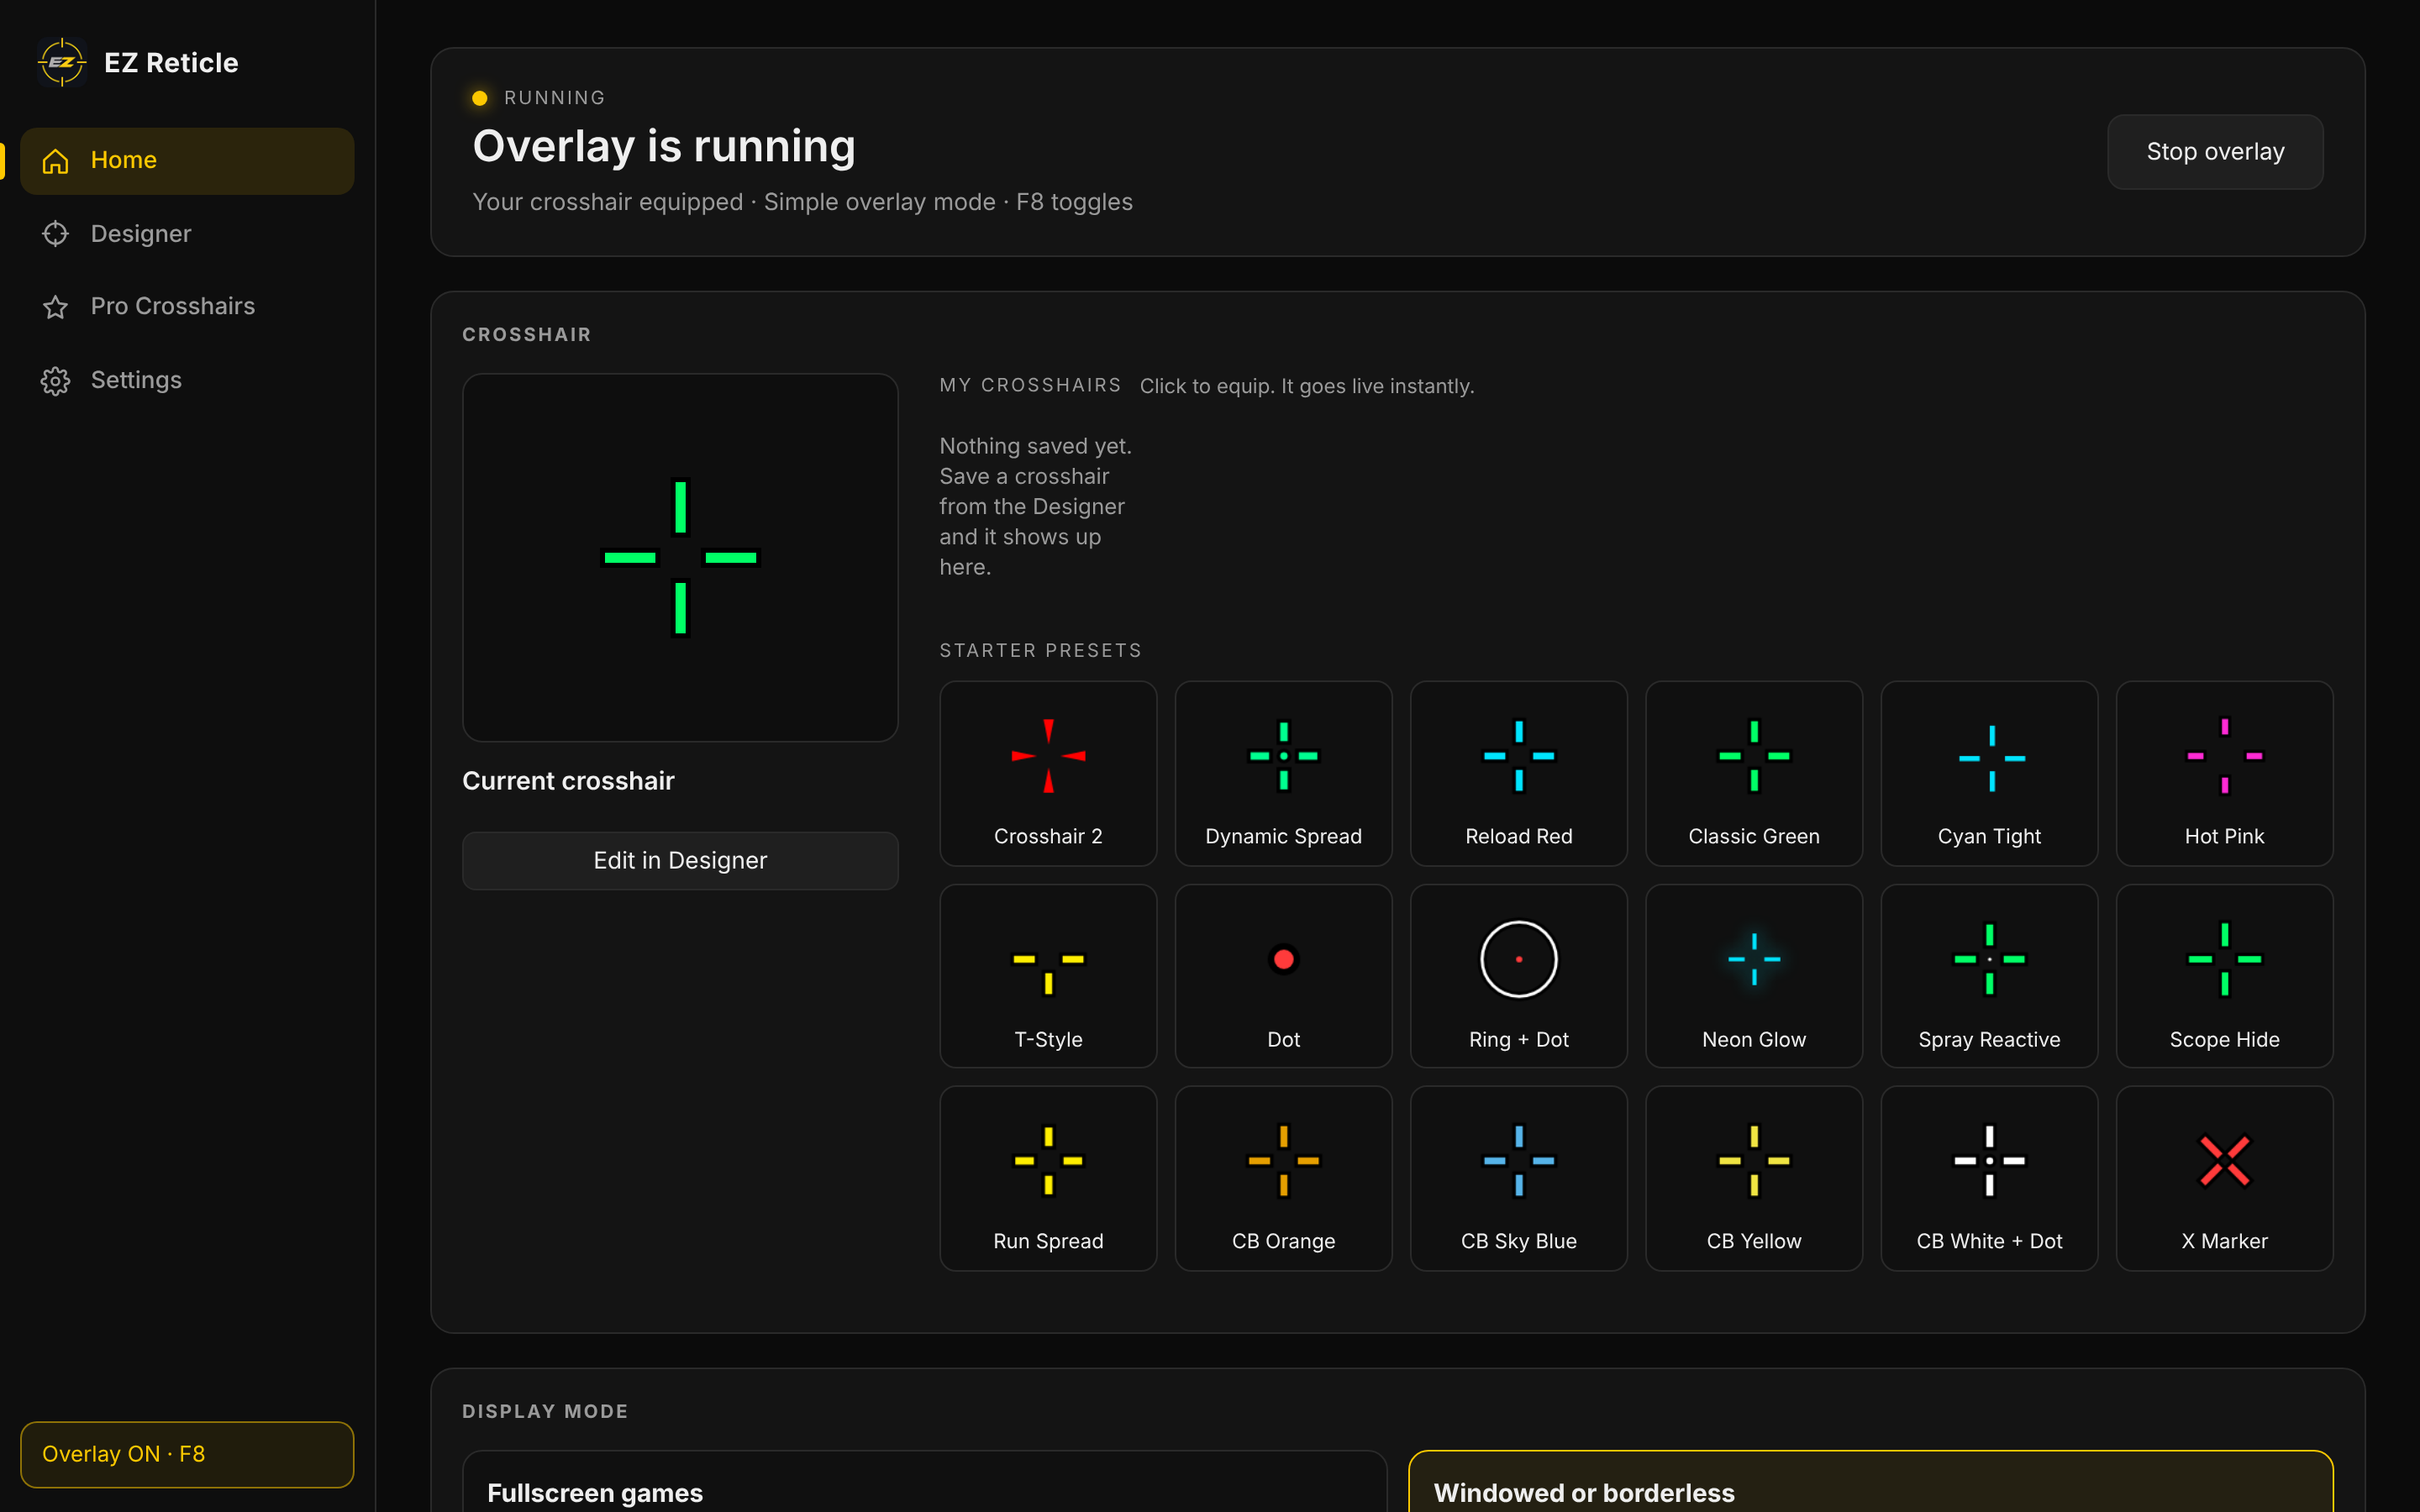 EZ
EZ Reticle
Home
Designer
Pro Crosshairs
Settings
Overlay ON · F8
RUNNING
Overlay is running
Your crosshair equipped · Simple overlay mode · F8 toggles
Stop overlay
CROSSHAIR
Current crosshair
Edit in Designer
MY CROSSHAIRS Click to equip. It goes live instantly.
Nothing saved yet.
Save a crosshair
from the Designer
and it shows up
here.
STARTER PRESETS
Crosshair 2
Dynamic Spread
Reload Red
Classic Green
Cyan Tight
Hot Pink
T-Style
Dot
Ring + Dot
Neon Glow
Spray Reactive
Scope Hide
Run Spread
CB Orange
CB Sky Blue
CB Yellow
CB White + Dot
X Marker
DISPLAY MODE
Fullscreen games
Windowed or borderless